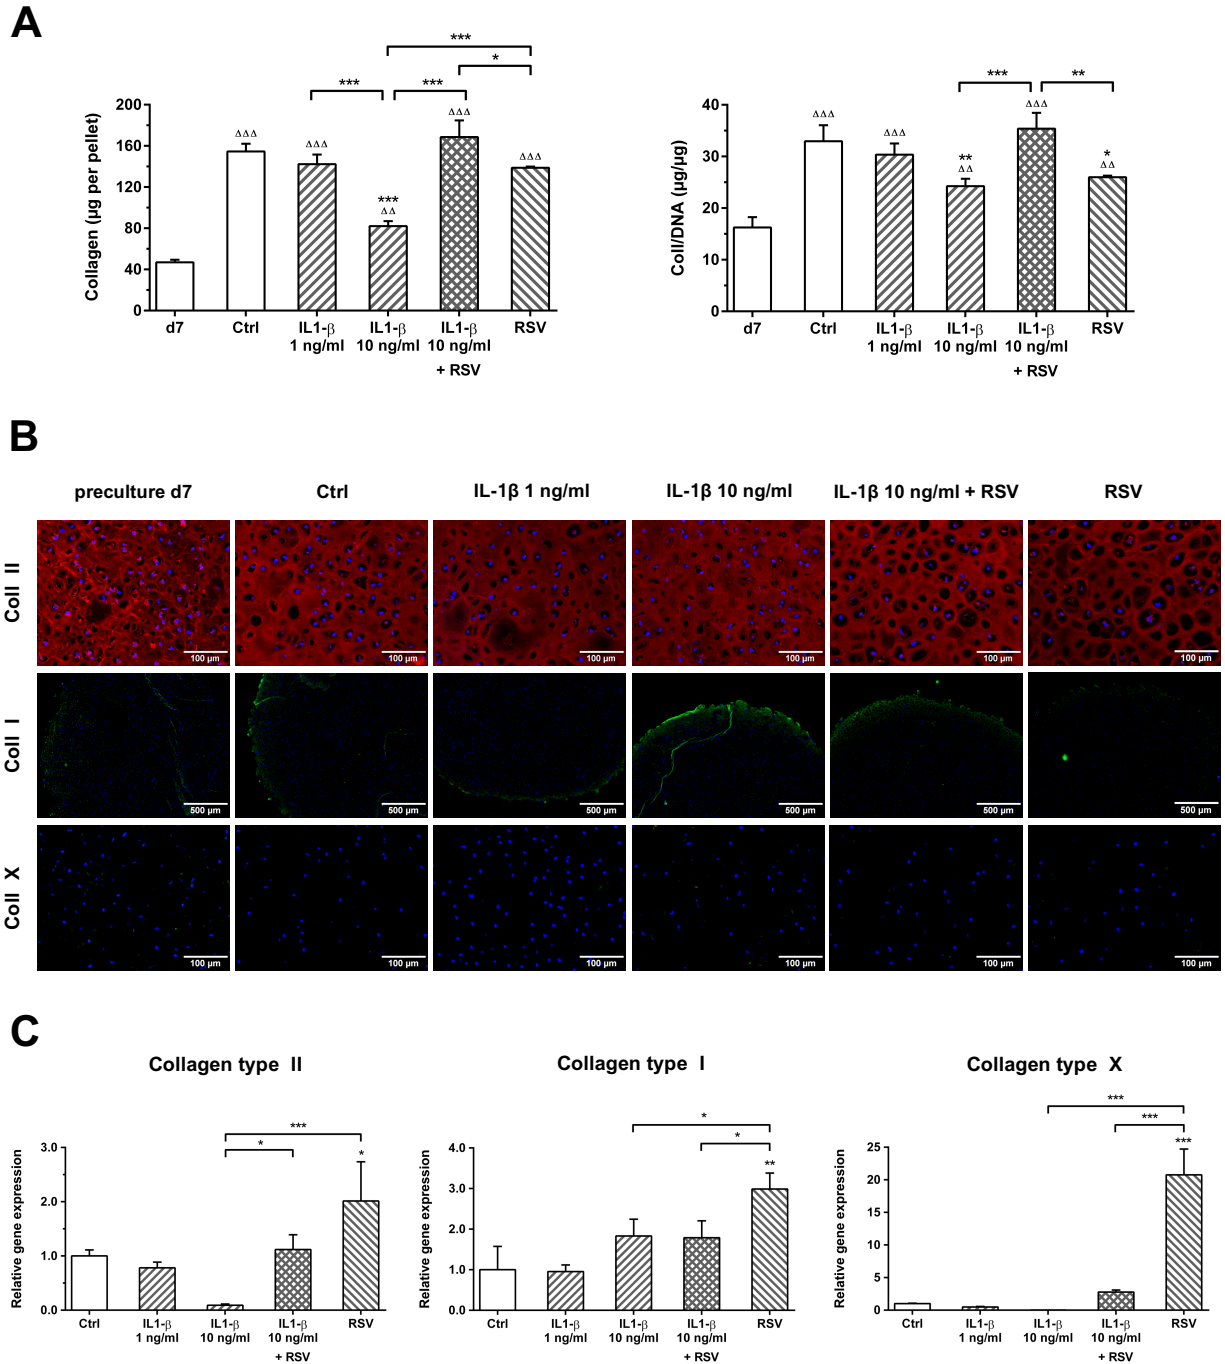 A
***
*
***
***
***
**
Collagen (µg per pellet)
200
160
120
80
40
0
ΔΔΔ
ΔΔΔ
***
ΔΔ
ΔΔΔ
ΔΔΔ
d7
Ctrl
IL1-β
1 ng/ml
IL1-β
10 ng/ml
IL1-β
10 ng/ml
+ RSV
RSV
Coll/DNA (µg/µg)
40
30
20
10
0
ΔΔΔ
ΔΔΔ
**
ΔΔ
ΔΔΔ
*
ΔΔ
d7
Ctrl
IL1-β
1 ng/ml
IL1-β
10 ng/ml
IL1-β
10 ng/ml
+ RSV
RSV
B
preculture d7
Ctrl
IL-1β 1 ng/ml
IL-1β 10 ng/ml
IL-1β 10 ng/ml + RSV
RSV
Coll II
100 µm
100 µm
100 µm
100 µm
100 µm
100 µm
Coll I
500 µm
500 µm
500 µm
500 µm
500 µm
500 µm
Coll X
100 µm
100 µm
100 µm
100 µm
100 µm
100 µm
C
Collagen type II
Relative gene expression
3.0
2.0
1.0
0.0
***
*
*
Ctrl
IL1-β
1 ng/ml
IL1-β
10 ng/ml
IL1-β
10 ng/ml
+ RSV
RSV
Collagen type I
Relative gene expression
4.0
3.0
2.0
1.0
0.0
*
*
**
Ctrl
IL1-β
1 ng/ml
IL1-β
10 ng/ml
IL1-β
10 ng/ml
+ RSV
RSV
Collagen type X
Relative gene expression
25
20
15
10
5
0
***
***
***
Ctrl
IL1-β
1 ng/ml
IL1-β
10 ng/ml
IL1-β
10 ng/ml
+ RSV
RSV